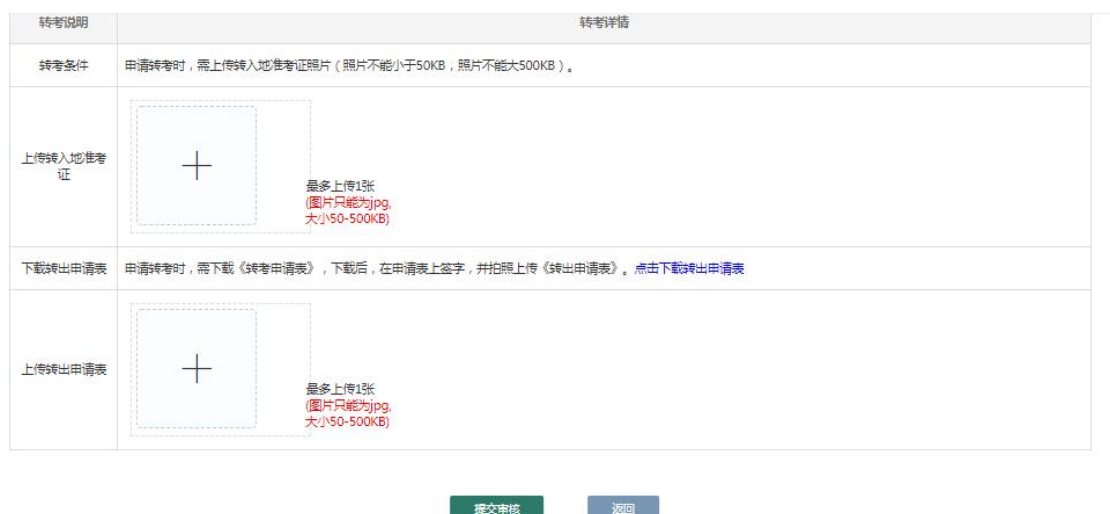 转考说明 转考详情
转考条件 申请转考时，需上传转入地准考证照片（照片不能小于50KB，照片不能大500KB）。
上传转入地准考
证
最多上传1张
(图片只能为jpg,
大小50-500KB)
下载转出申请表 申请转考时，需下载《转考申请表》，下载后，在申请表上签字，并拍照上传《转出申请表》。点击下载转出申请表
上传转出申请表
最多上传1张
(图片只能为jpg,
大小50-500KB)
提交审核 返回